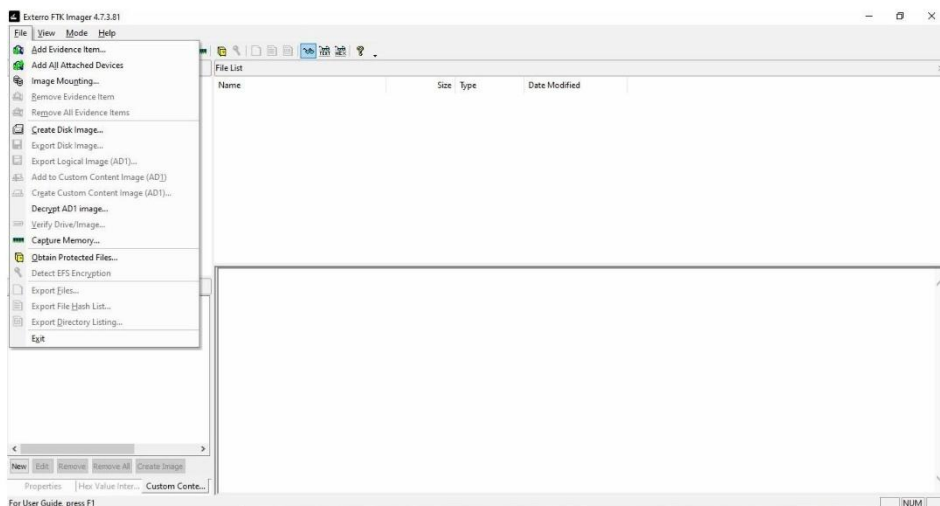 Exterro FTK Imager 4.7.3.81
File View Mode Help
Add Evidence Item...
Add All Attached Devices
Image Mounting...
Remove Evidence Item
Remove All Evidence Items
Create Disk Image...
Export Disk Image...
Export Logical Image (AD1)...
Add to Custom Content Image (AD1)
Create Custom Content Image (AD1)...
Decrypt AD1 image...
Verify Drive/Image...
Capture Memory...
Obtain Protected Files...
Detect EFS Encryption
Export Files...
Export File Hash List...
Export Directory Listing...
Exit
File List
Name Size Type Date Modified
New Edit Remove Remove All Create Image
Properties Hex Value Inter... Custom Conte...
For User Guide, press F1
NUM